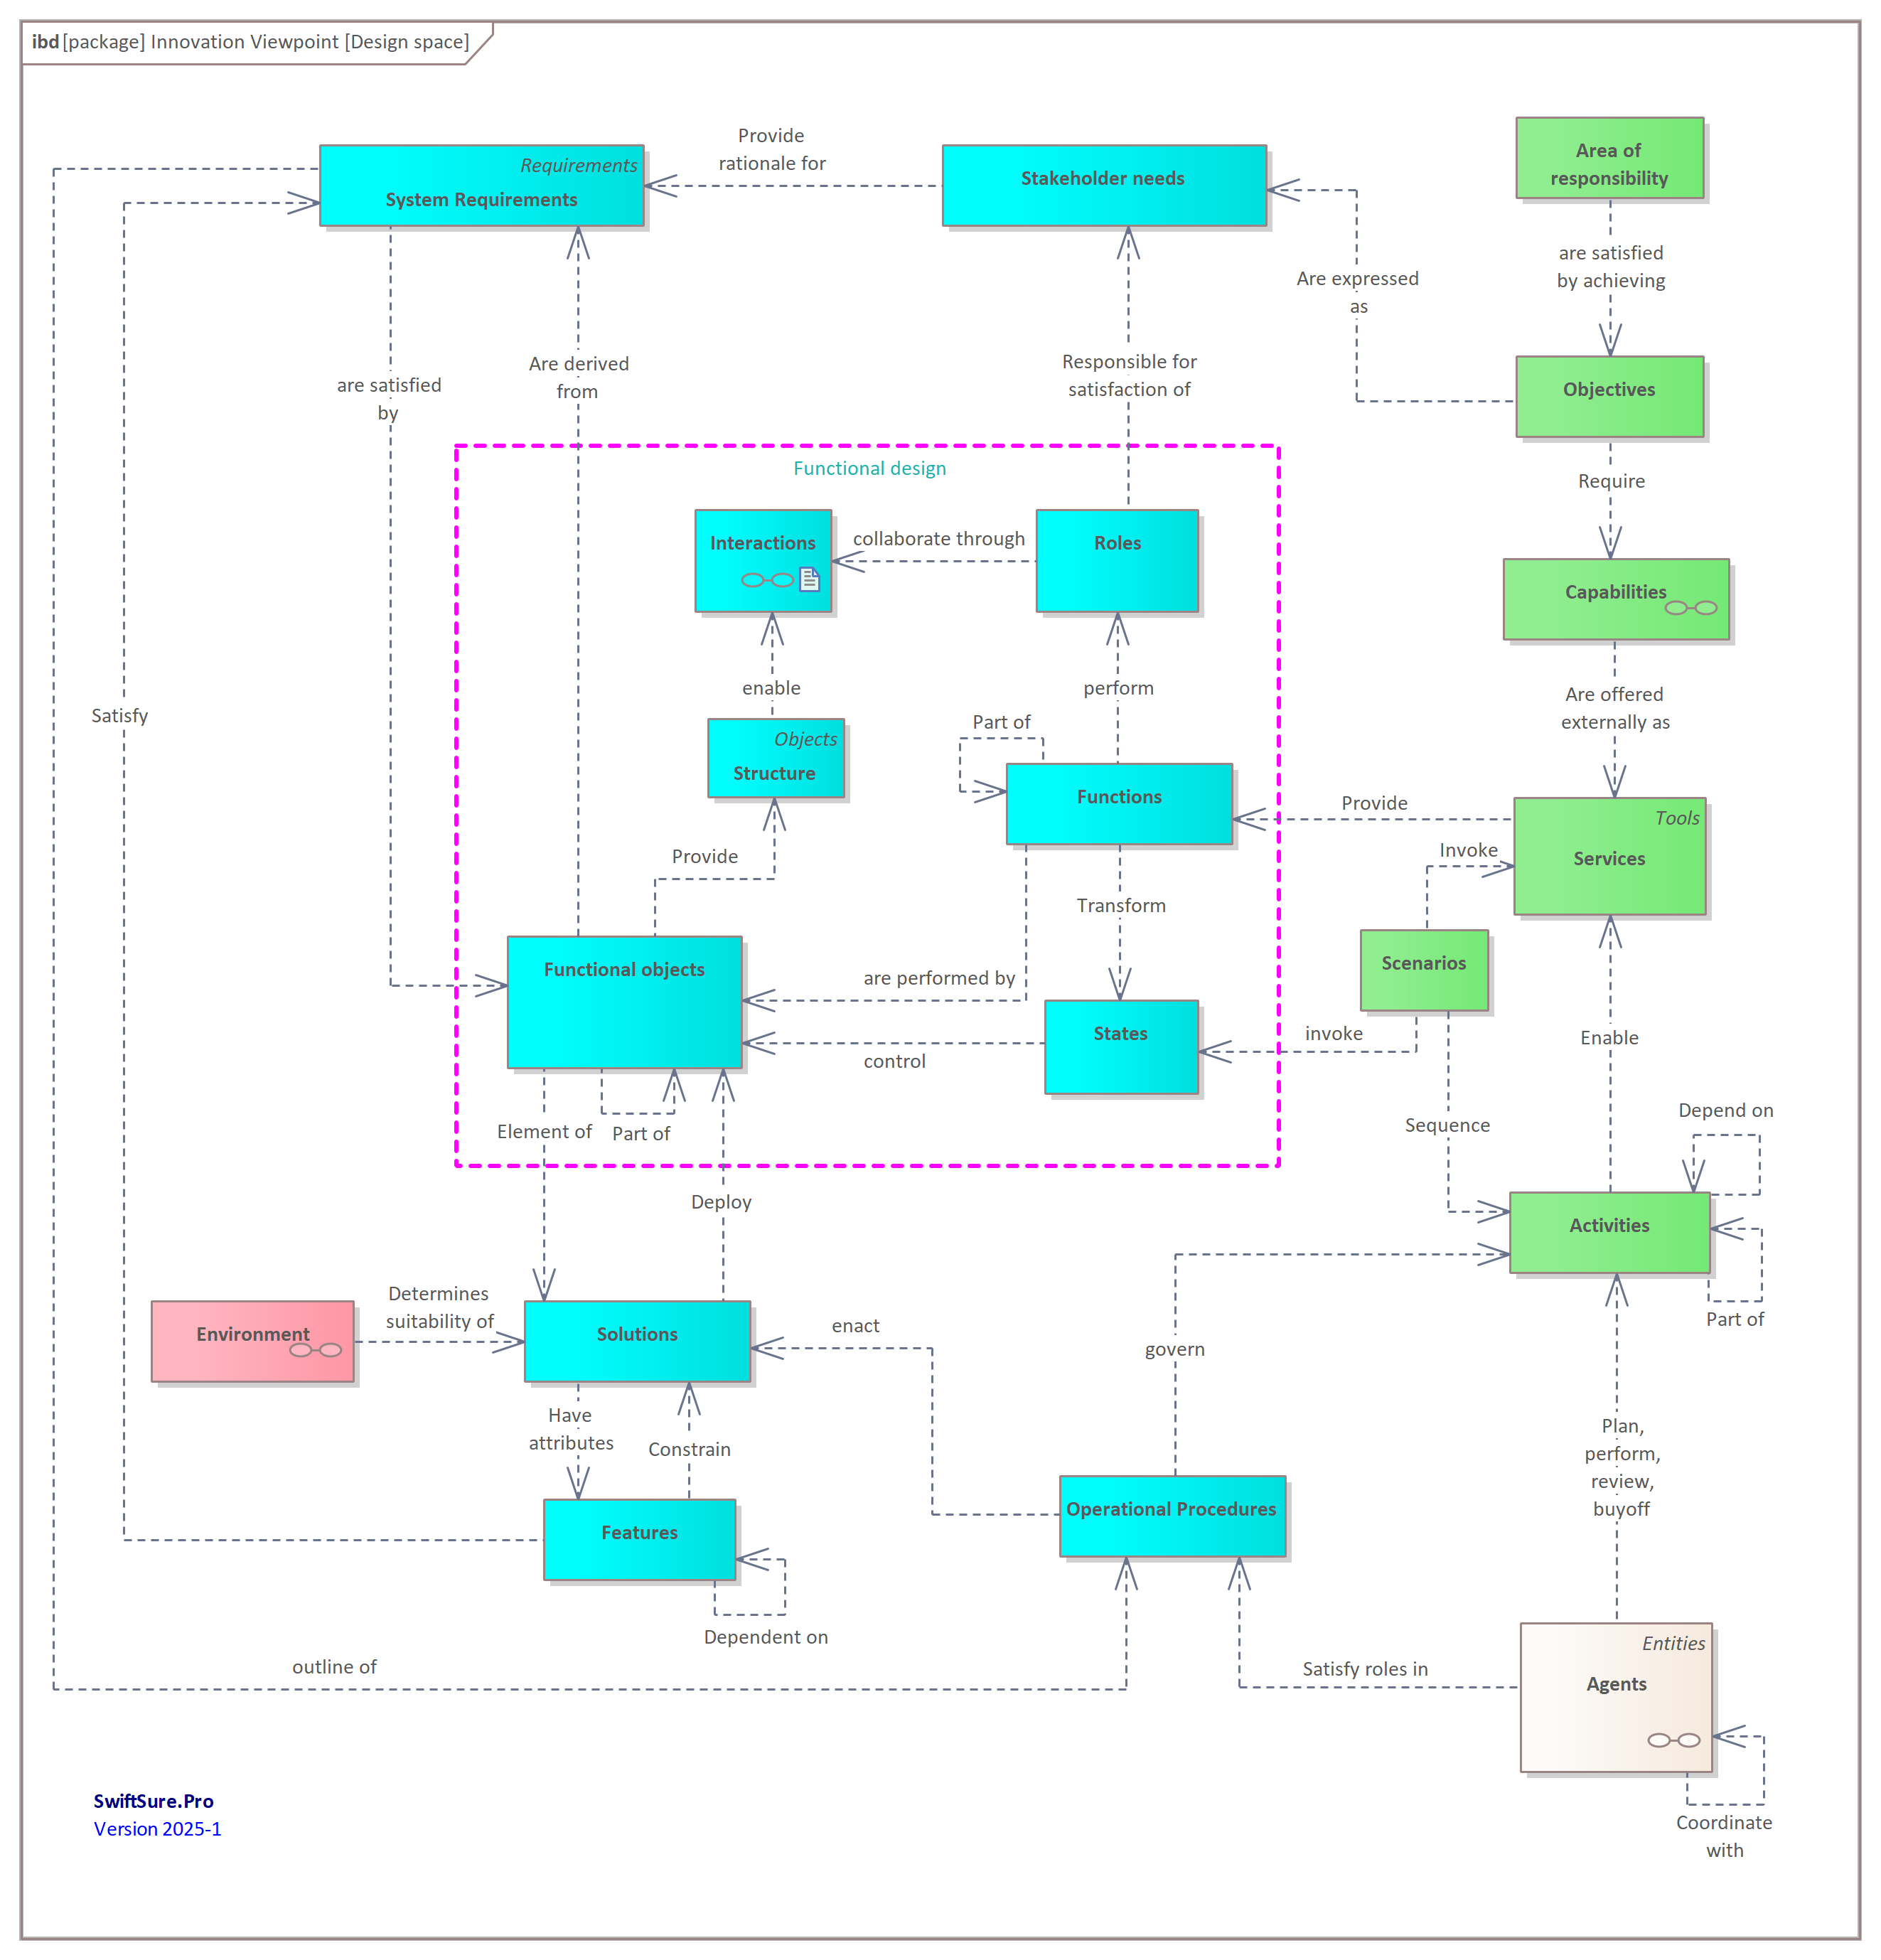 ibd [package] Innovation Viewpoint [Design space]
Requirements
System Requirements
Provide
rationale for
Stakeholder needs
Area of
responsibility
are satisfied
by achieving
Are expressed
as
Objectives
are satisfied
by
Are derived
from
Responsible for
satisfaction of
Require
Functional design
Interactions
collaborate through
Roles
Capabilities
enable
perform
Are offered
externally as
Satisfy
Part of
Objects
Structure
Functions
Provide
Tools
Services
Provide
Invoke
Transform
Functional objects
are performed by
Scenarios
States
invoke
control
Enable
Element of
Part of
Sequence
Depend on
Deploy
Activities
Part of
Environment
Determines
suitability of
Solutions
enact
govern
Have
attributes
Constrain
Plan,
perform,
review,
buyoff
Features
Operational Procedures
Dependent on
outline of
Satisfy roles in
Entities
Agents
Coordinate
with
SwiftSure.Pro
Version 2025-1